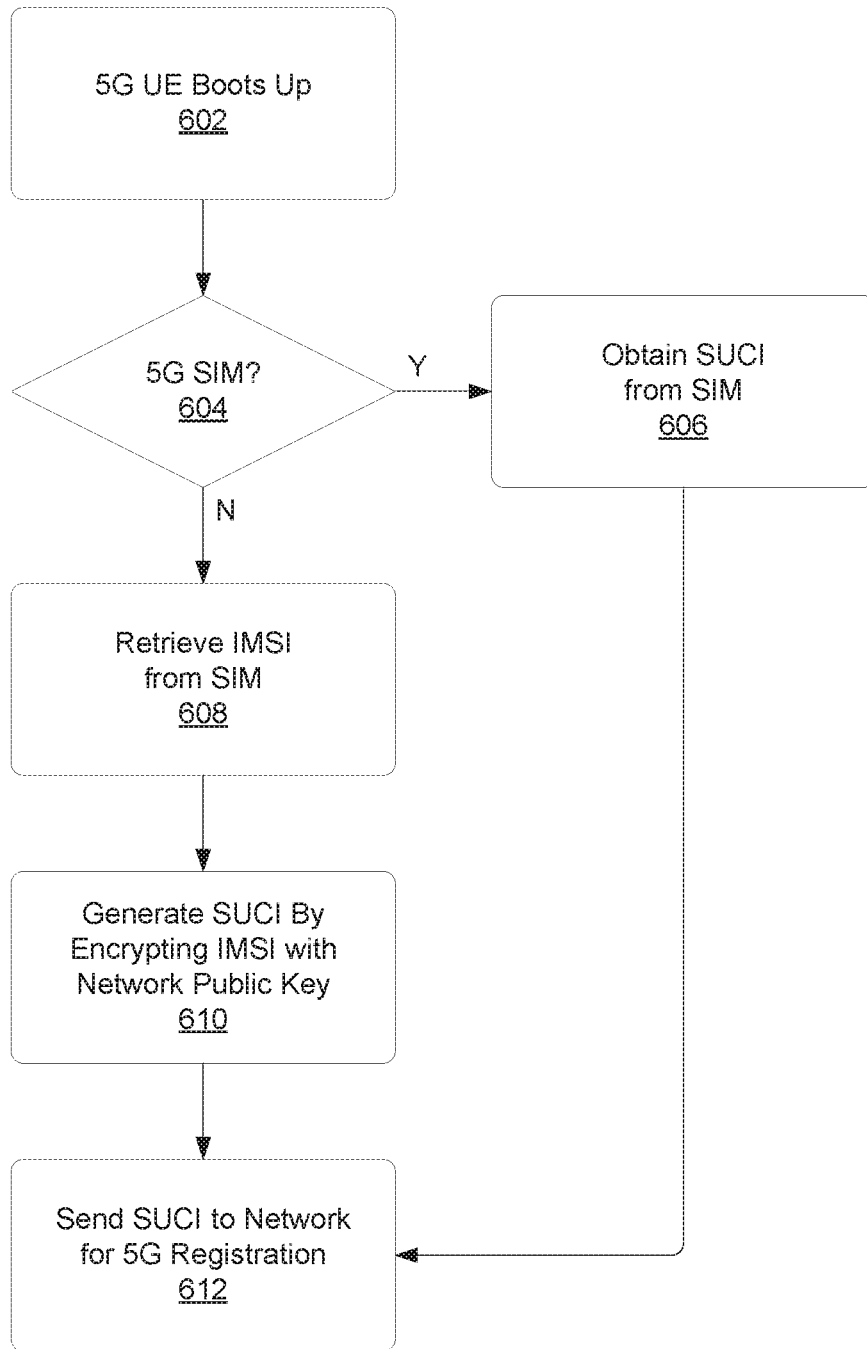 5G UE Boots Up
602
5G SIM?
604
Y
Obtain SUCI
from SIM
606
N
Retrieve IMSI
from SIM
608
Generate SUCI By
Encrypting IMSI with
Network Public Key
610
Send SUCI to Network
for 5G Registration
612